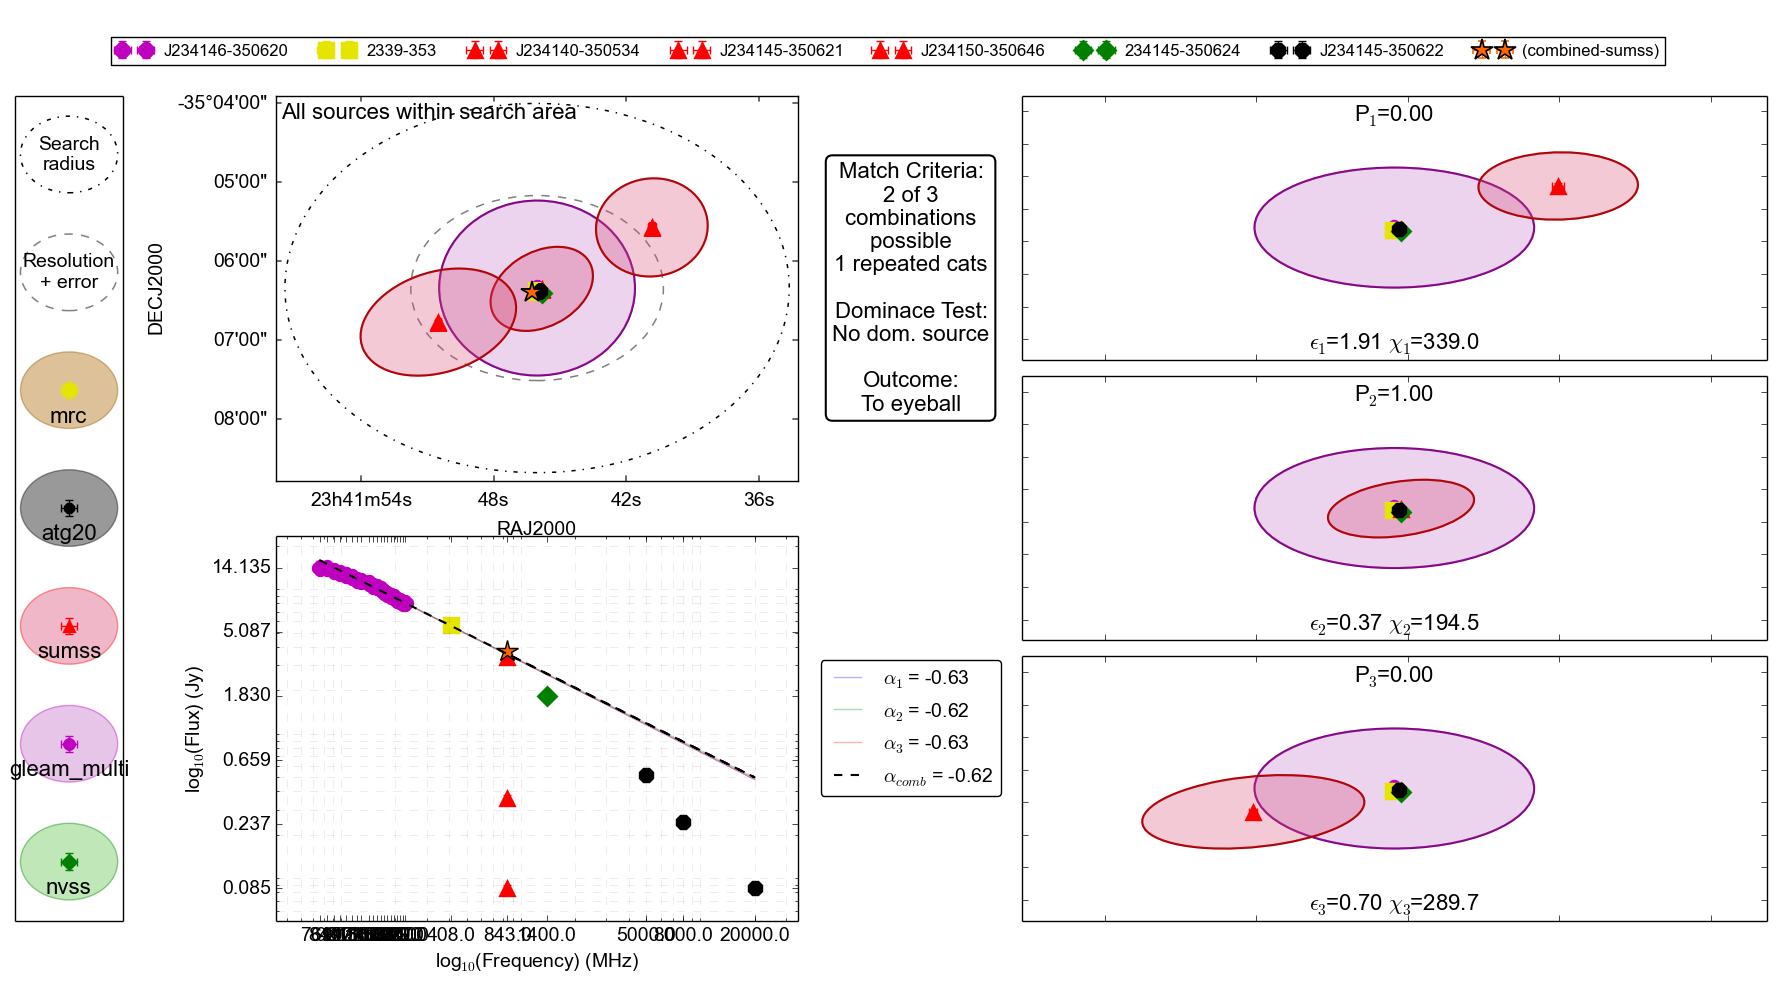 J234146-350620
2339-353
J234140-350534
J234145-350621
J234150-350646
234145-350624
J234145-350622
(combined-sumss)
Search
radius
Resolution
+ error
mrc
atg20
sumss
gleam_multi
nvss
All sources within search area
-35°04'00"
05'00"
06'00"
07'00"
08'00"
DECJ2000
23h41m54s
48s
42s
36s
RAJ2000
Match Criteria:
2 of 3
combinations
possible
1 repeated cats
Dominace Test:
No dom. source
Outcome:
To eyeball
14.135
5.087
1.830
0.659
0.237
0.085
log10(Flux) (Jy)
408.0
843.0
1400.0
5000.0
8000.0
20000.0
log10(Frequency) (MHz)
α1 = -0.63
α2 = -0.62
α3 = -0.63
αcomb = -0.62
P1=0.00
ϵ1=1.91 χ1=339.0
P2=1.00
ϵ2=0.37 χ2=194.5
P3=0.00
ϵ3=0.70 χ3=289.7